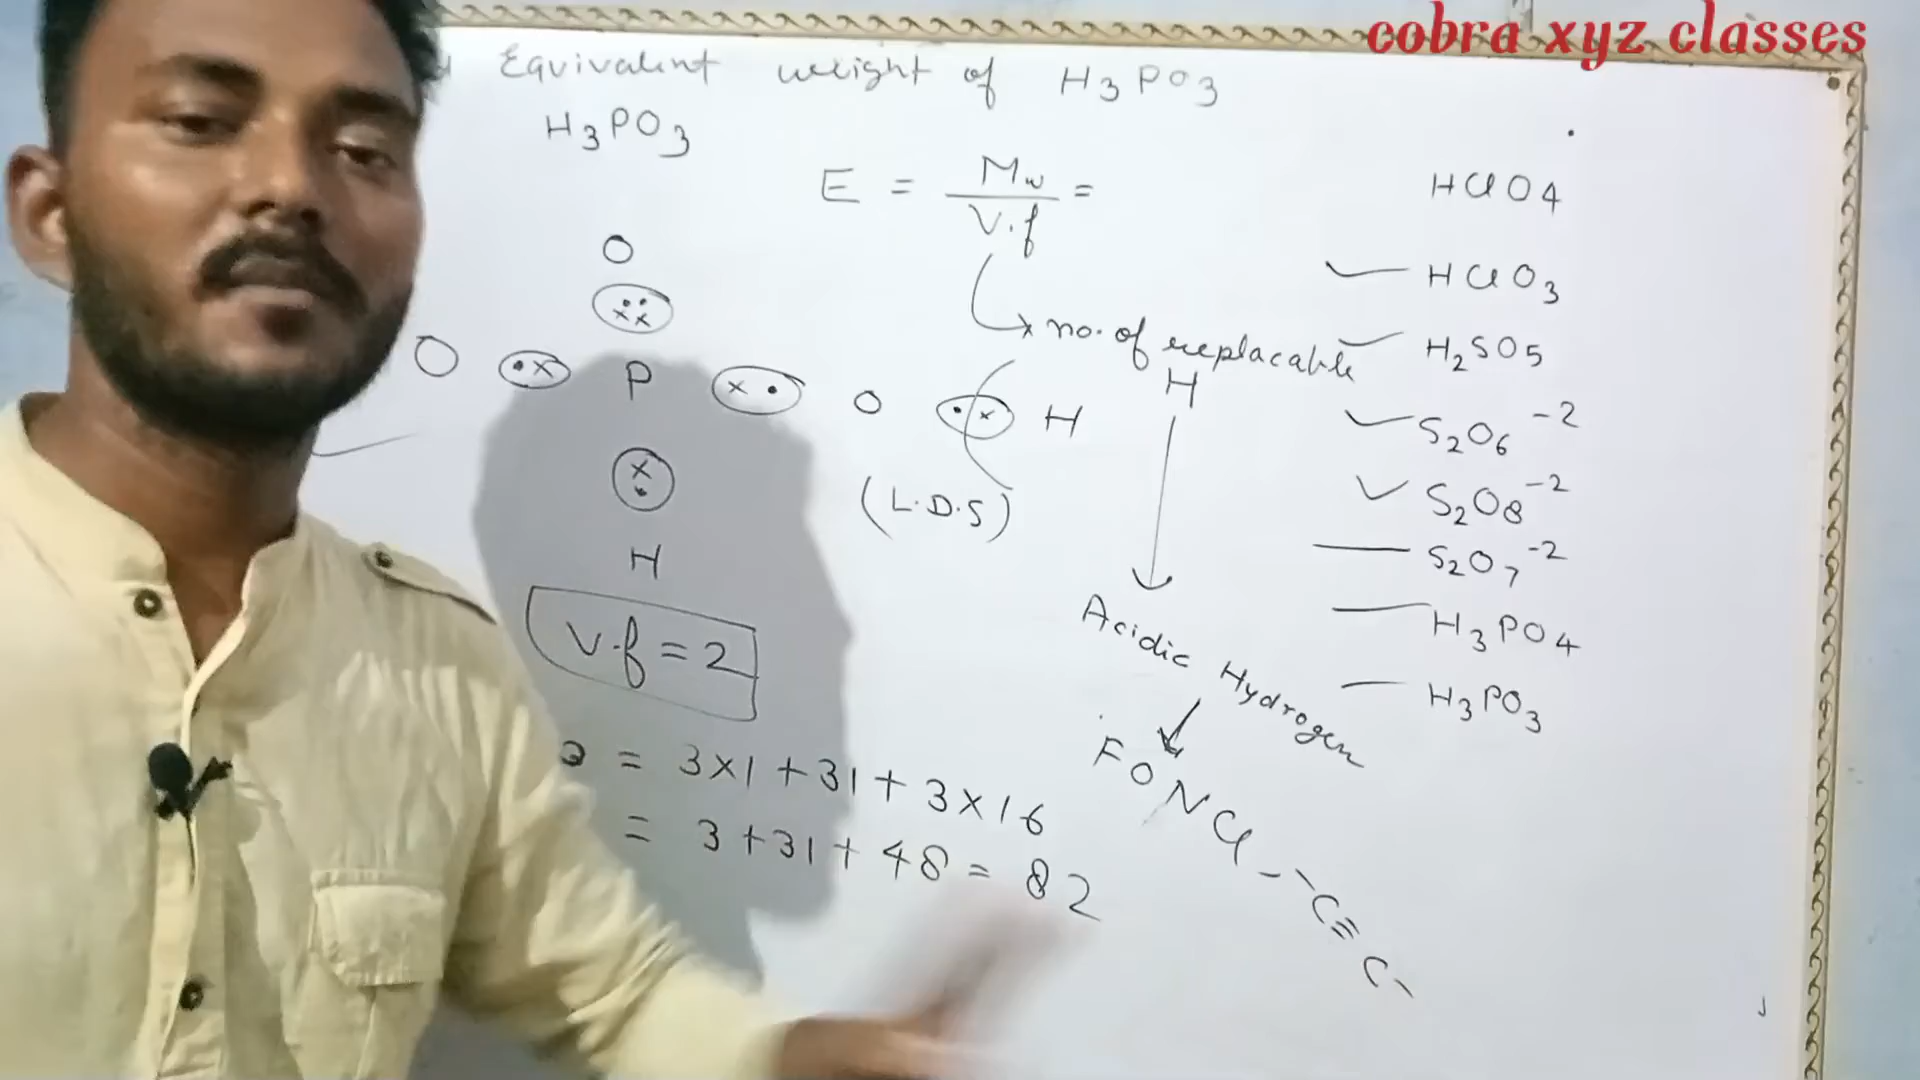 cobra xyz classes
Equivalent weight of H3PO3
H3PO3
E = Mw / V.f =
no. of replacable
H
Acidic Hydrogen
F O N Cl - - C ≡ C -
O
O P O H
(L.D.S)
H
V.f = 2
= 3×1 + 31 + 3×16
= 3 + 31 + 48 = 82
HClO4
HClO3
H2SO5
S2O6 -2
S2O8 -2
S2O7 -2
H3PO4
H3PO3